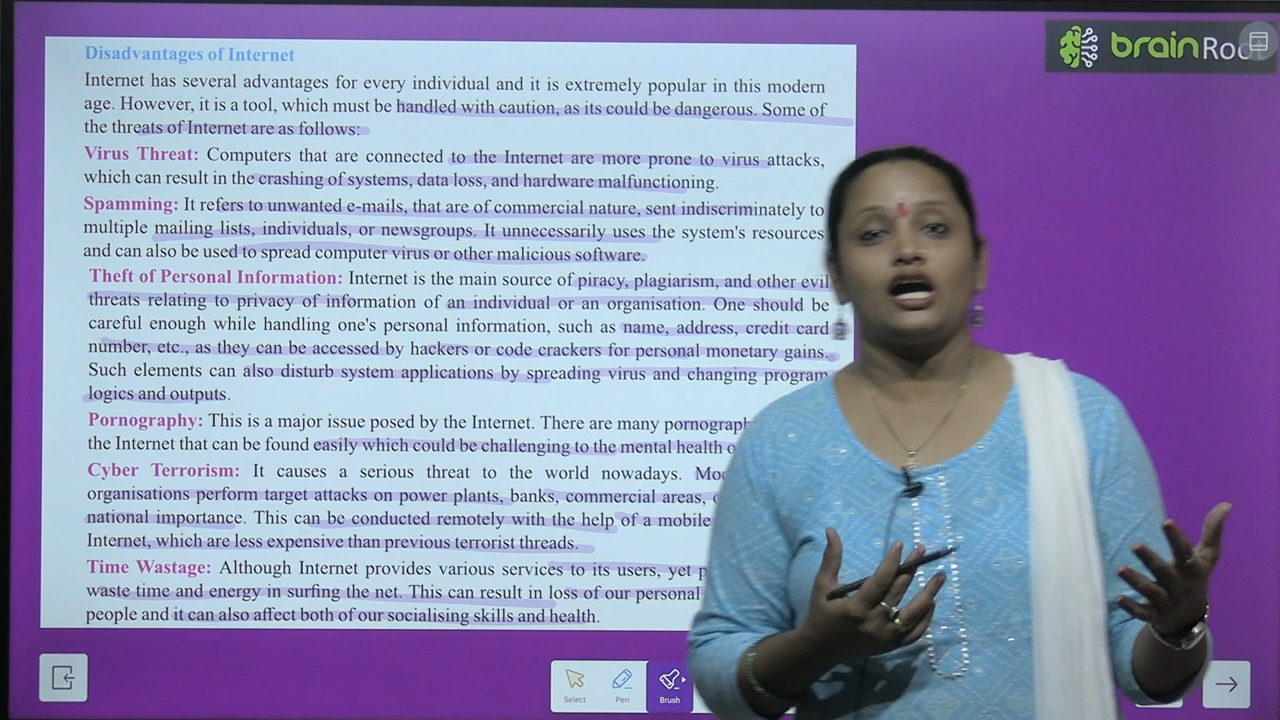 Disadvantages of Internet
Internet has several advantages for every individual and it is extremely popular in this modern
age. However, it is a tool, which must be handled with caution, as its could be dangerous. Some of
the threats of Internet are as follows:
Virus Threat: Computers that are connected to the Internet are more prone to virus attacks,
which can result in the crashing of systems, data loss, and hardware malfunctioning.
Spamming: It refers to unwanted e-mails, that are of commercial nature, sent indiscriminately to
multiple mailing lists, individuals, or newsgroups. It unnecessarily uses the system's resources
and can also be used to spread computer virus or other malicious software.
Theft of Personal Information: Internet is the main source of piracy, plagiarism, and other evil
threats relating to privacy of information of an individual or an organisation. One should be
careful enough while handling one's personal information, such as name, address, credit card
number, etc., as they can be accessed by hackers or code crackers for personal monetary gains.
Such elements can also disturb system applications by spreading virus and changing program
logics and outputs.
Pornography: This is a major issue posed by the Internet. There are many
the Internet that can be found easily which could be challenging to the mental health
Cyber Terrorism: It causes a serious threat to the world nowadays.
organisations perform target attacks on power plants, banks, commercial areas,
national importance. This can be conducted remotely with the help of a mobile
Internet, which are less expensive than previous terrorist threads.
Time Wastage: Although Internet provides various services to its users, yet
waste time and energy in surfing the net. This can result in loss of our personal
people and it can also affect both of our socialising skills and health.
brain
Select Pen Brush